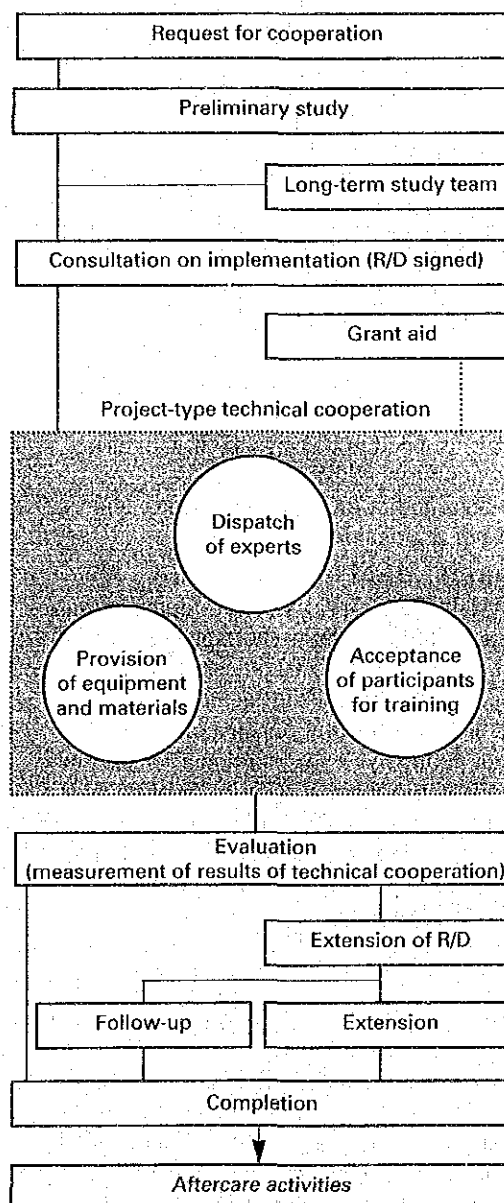 Request for cooperation
Preliminary study
Long-term study team
Consultation on implementation (R/D signed)
Grant aid
Project-type technical cooperation
Dispatch
of experts
Provision
of equipment
and materials
Acceptance
of participants
for training
Evaluation
(measurement of results of technical cooperation)
Extension of R/D
Follow-up
Extension
Completion
Aftercare activities